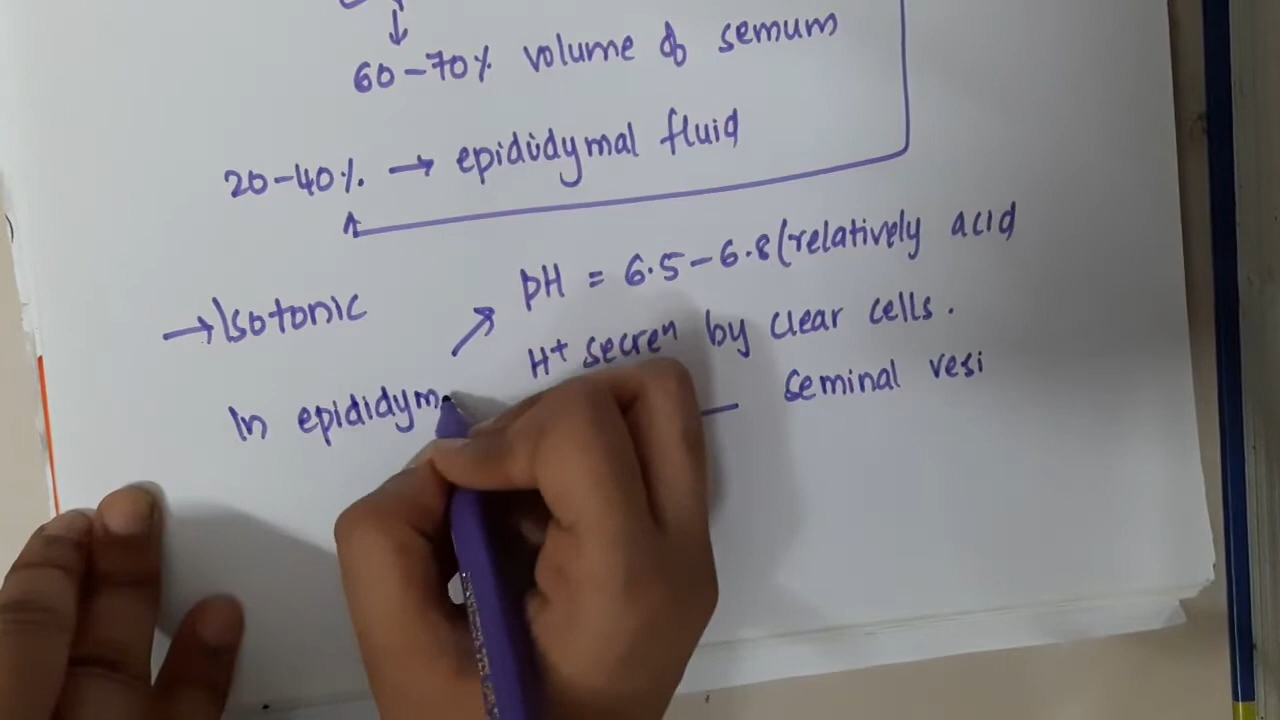 60-70% volume of semum
20-40% → epididymal fluid
→ Isotonic
pH = 6.5-6.8 (relatively acid
H+ secren by clear cells.
In epididym
seminal vesi